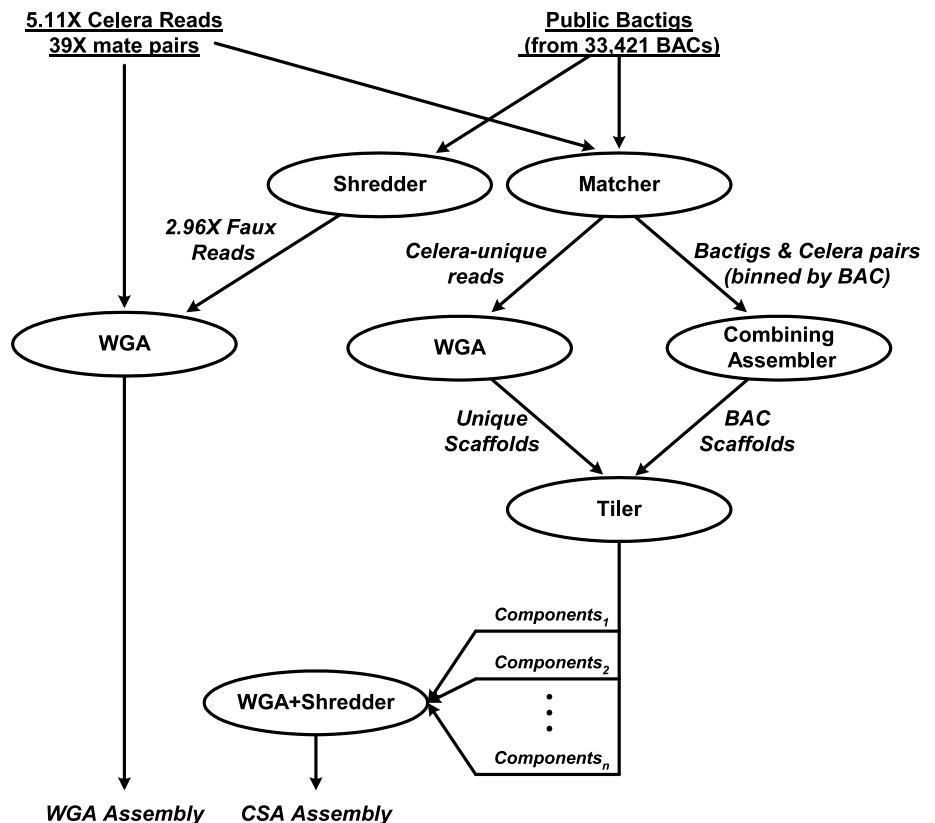 5.11X Celera Reads
39X mate pairs
Public Bactigs
(from 33,421 BACs)
Shredder
Matcher
2.96X Faux
Reads
Celera-unique
reads
Bactigs & Celera pairs
(binned by BAC)
WGA
WGA
Combining
Assembler
Unique
Scaffolds
BAC
Scaffolds
Tiler
Components1
Components2
WGA+Shredder
Componentsn
WGA Assembly
CSA Assembly